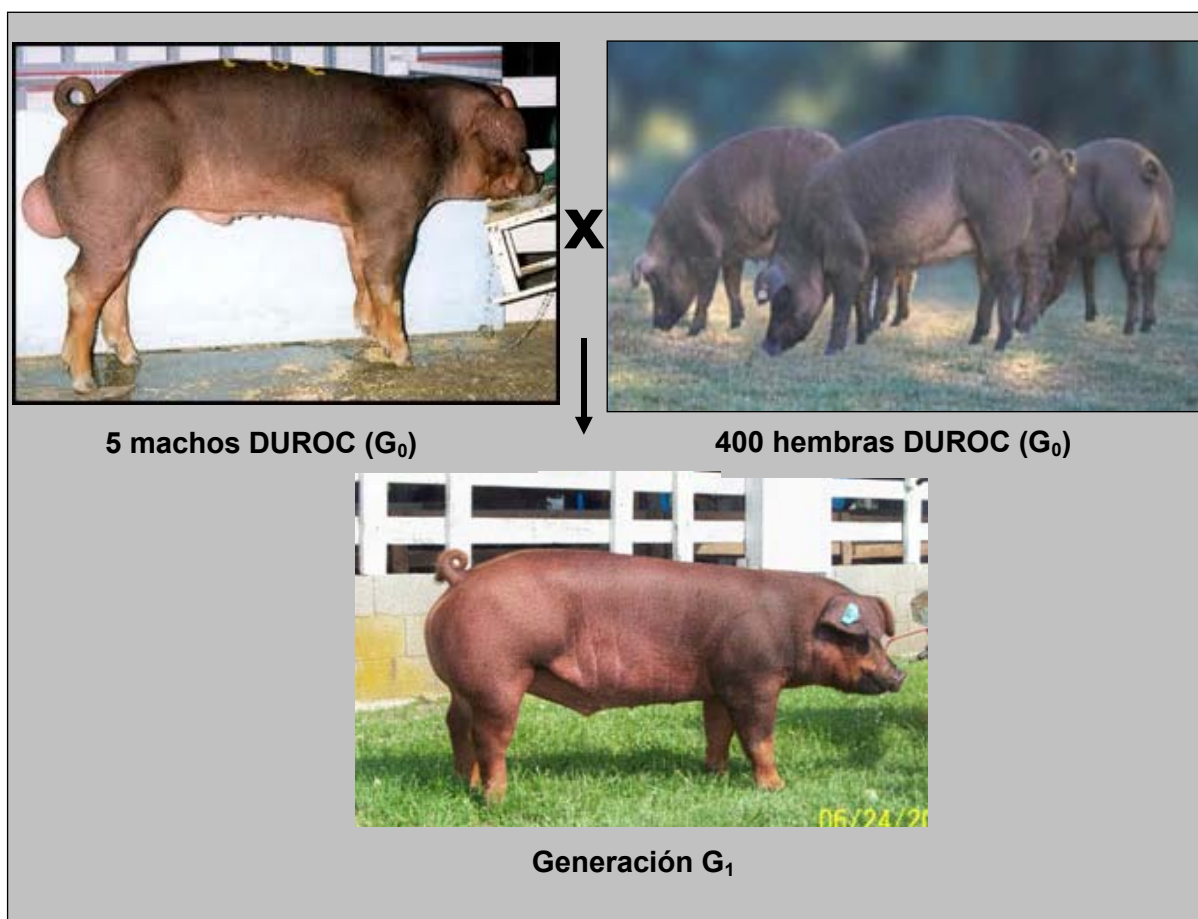 X
5 machos DUROC (G₀)
400 hembras DUROC (G₀)
Generación G₁
06/24/20